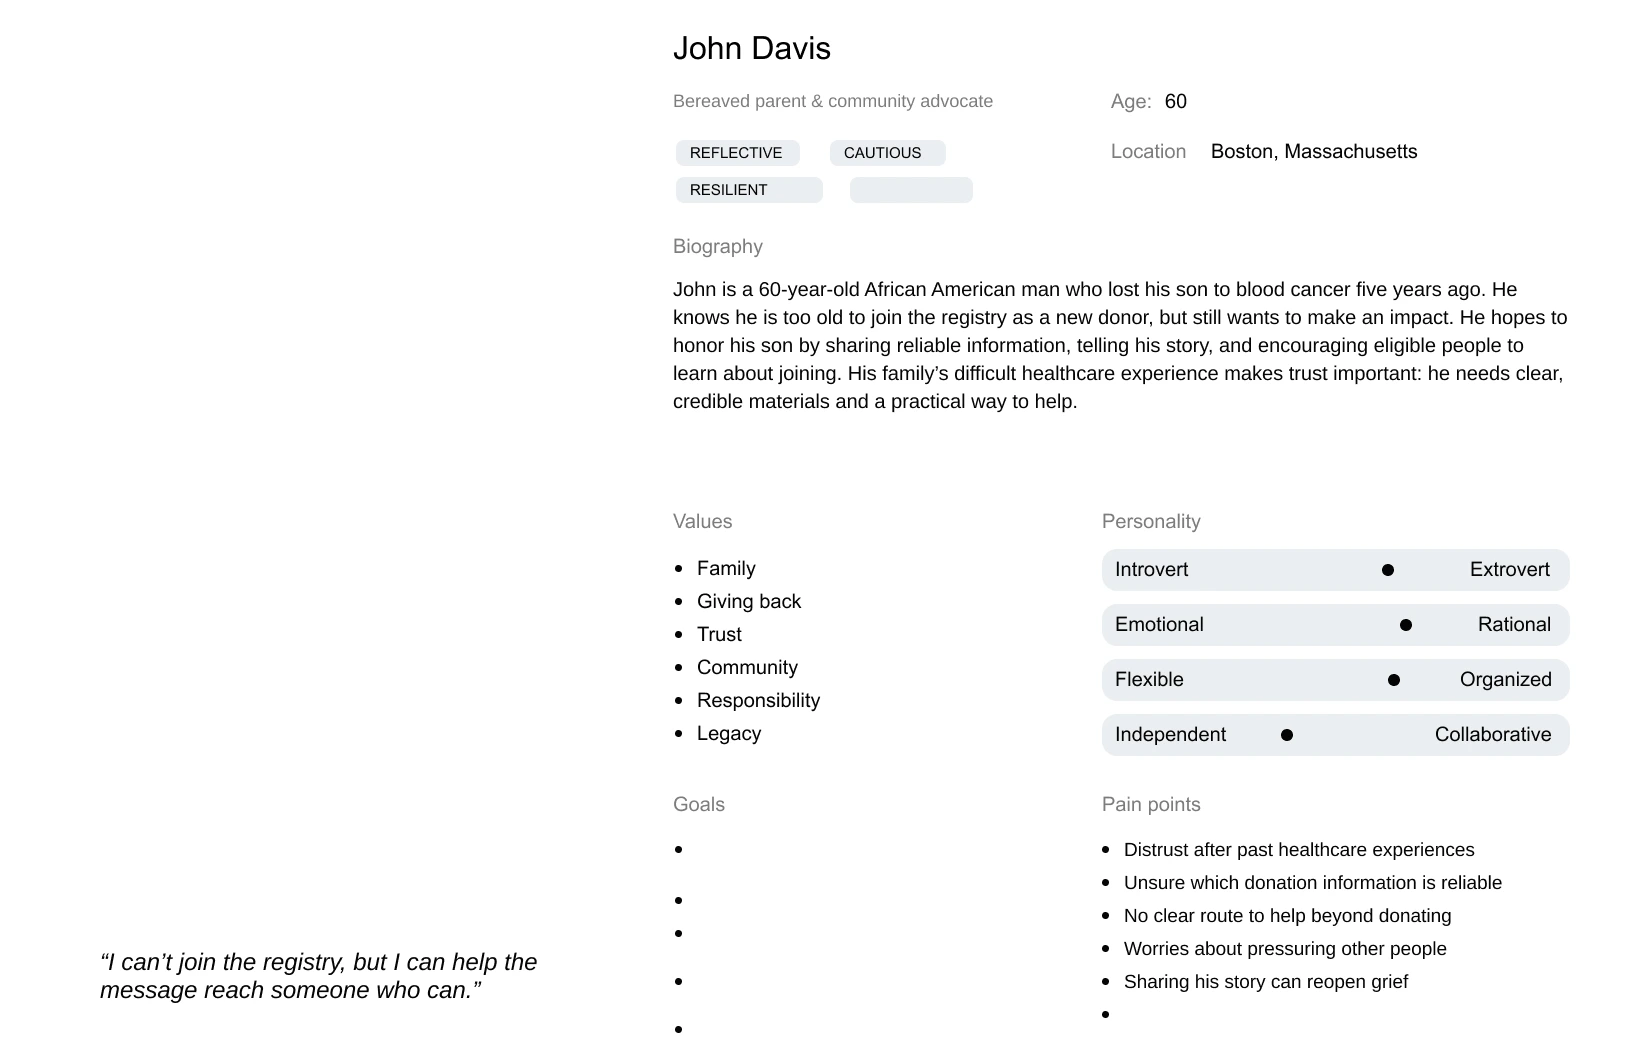 John Davis
Bereaved parent & community advocate
Age: 60
REFLECTIVE CAUTIOUS
Location Boston, Massachusetts
RESILIENT
Biography
John is a 60-year-old African American man who lost his son to blood cancer five years ago. He
knows he is too old to join the registry as a new donor, but still wants to make an impact. He hopes to
honor his son by sharing reliable information, telling his story, and encouraging eligible people to
learn about joining. His family’s difficult healthcare experience makes trust important: he needs clear,
credible materials and a practical way to help.
Values
• Family
• Giving back
• Trust
• Community
• Responsibility
• Legacy
Personality
Introvert Extrovert
Emotional Rational
Flexible Organized
Independent Collaborative
Goals
Pain points
• Distrust after past healthcare experiences
• Unsure which donation information is reliable
• No clear route to help beyond donating
• Worries about pressuring other people
• Sharing his story can reopen grief
“I can’t join the registry, but I can help the
message reach someone who can.”